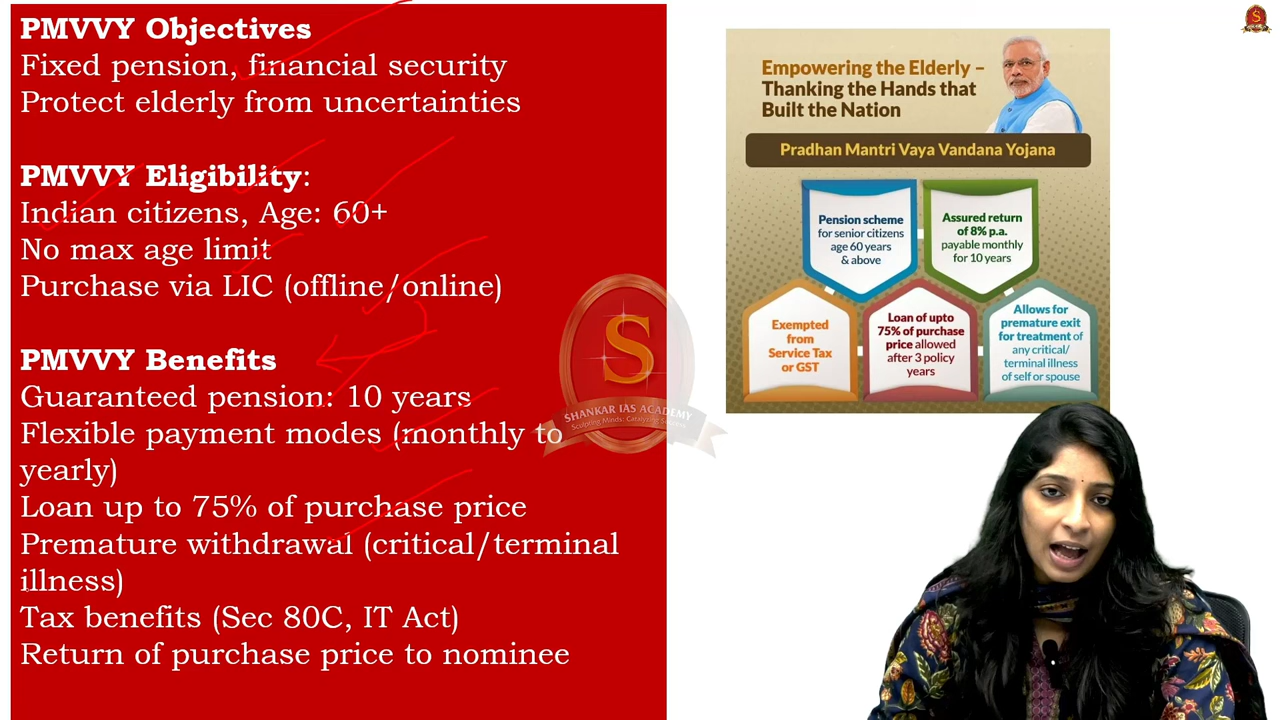 PMVVY Objectives
Fixed pension, financial security
Protect elderly from uncertainties
PMVVY Eligibility:
Indian citizens, Age: 60+
No max age limit
Purchase via LIC (offline/online)
PMVVY Benefits
Guaranteed pension: 10 years
Flexible payment modes (monthly to
yearly)
Loan up to 75% of purchase price
Premature withdrawal (critical/terminal
illness)
Tax benefits (Sec 80C, IT Act)
Return of purchase price to nominee
Empowering the Elderly –
Thanking the Hands that
Built the Nation
Pradhan Mantri Vaya Vandana Yojana
Pension scheme
for senior citizens
age 60 years
& above
Assured return
of 8% p.a.
payable monthly
for 10 years
Exempted
from
Service Tax
or GST
Loan of upto
75% of purchase
price allowed
after 3 policy
years
Allows for
premature exit
for treatment of
any critical/
terminal illness
of self or spouse
S
SHANKAR IAS ACADEMY
Sculpting Minds; Catalyzing Success
S